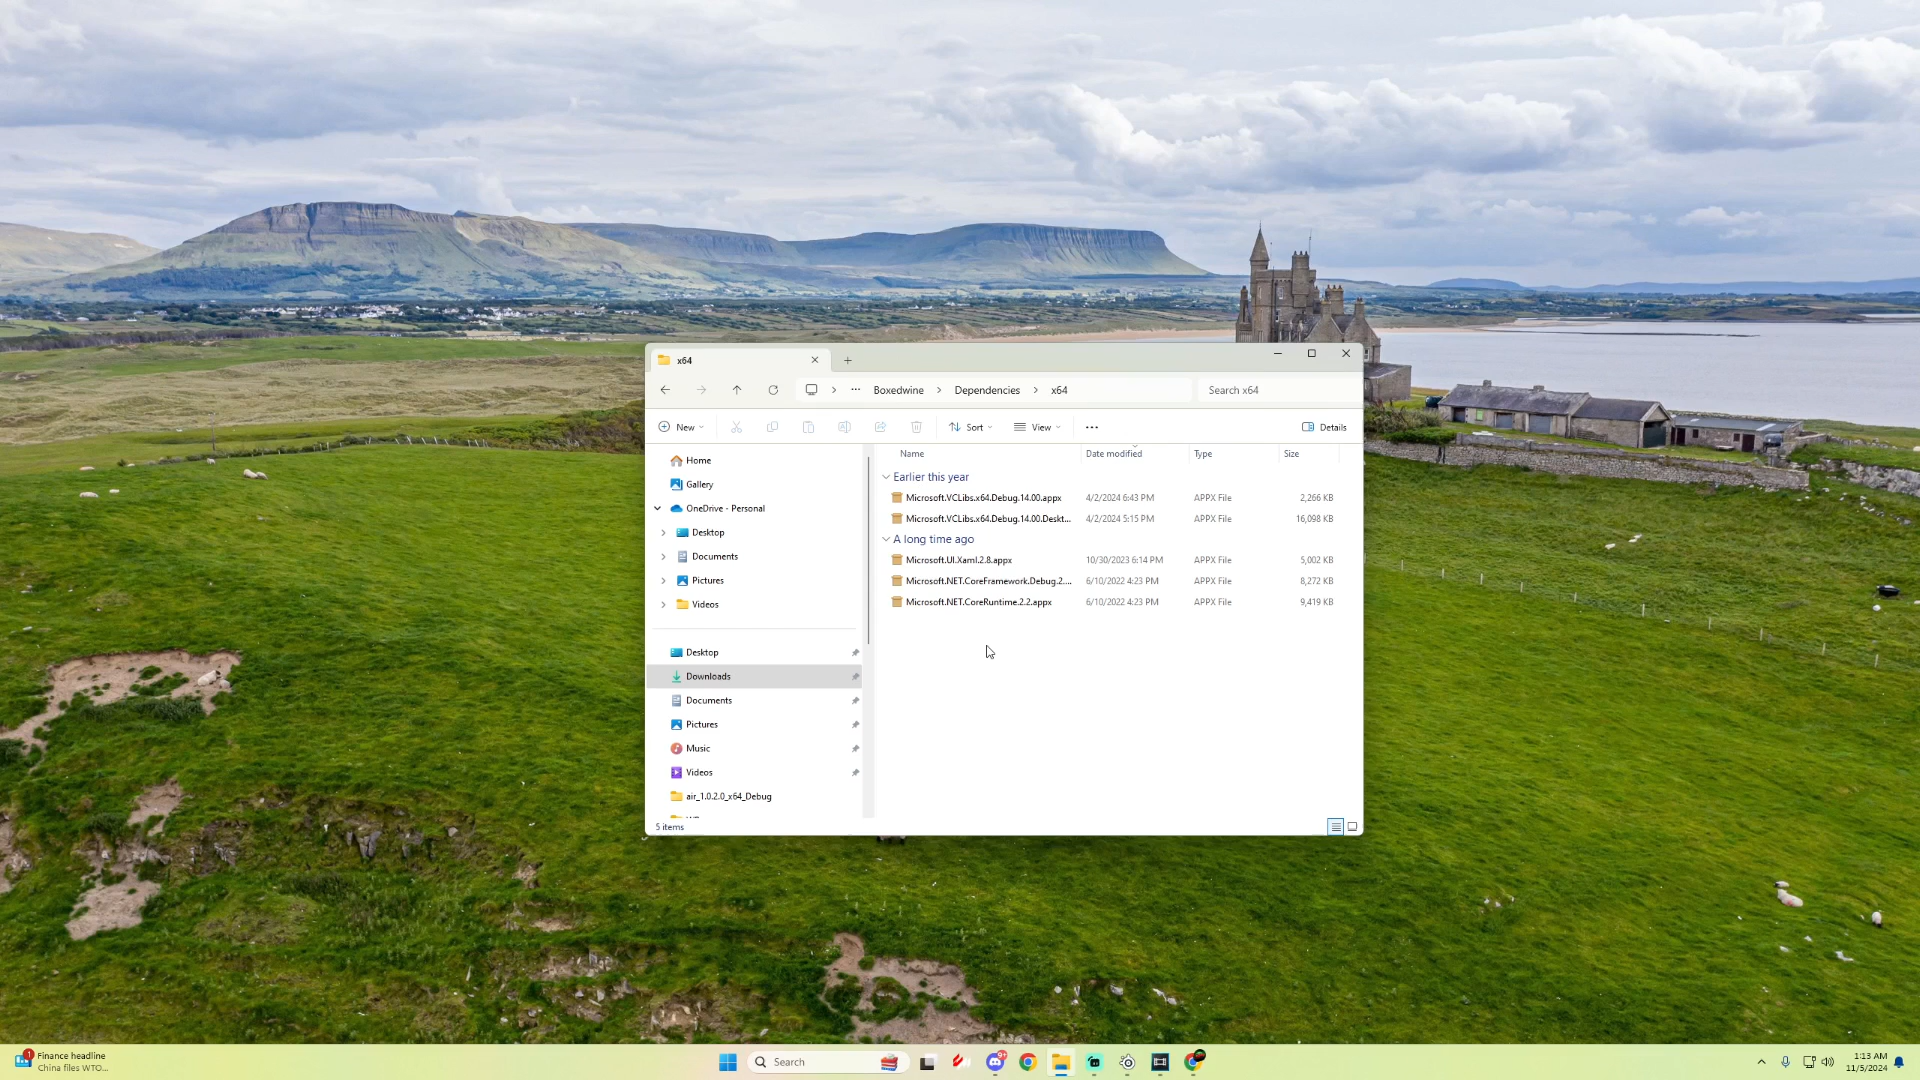 x64
Boxedwine
Dependencies
x64
Search x64
New
Sort
View
Details
Home
Gallery
OneDrive - Personal
Desktop
Documents
Pictures
Videos
Desktop
Downloads
Documents
Pictures
Music
Videos
air_1.0.2.0_x64_Debug
Name
Date modified
Type
Size
Earlier this year
Microsoft.VCLibs.x64.Debug.14.00.appx 4/2/2024 6:43 PM APPX File 2,266 KB
Microsoft.VCLibs.x64.Debug.14.00.Deskt... 4/2/2024 5:15 PM APPX File 16,098 KB
A long time ago
Microsoft.UI.Xaml.2.8.appx 10/30/2023 6:14 PM APPX File 5,002 KB
Microsoft.NET.CoreFramework.Debug.2.... 6/10/2022 4:23 PM APPX File 8,272 KB
Microsoft.NET.CoreRuntime.2.2.appx 6/10/2022 4:23 PM APPX File 9,419 KB
5 items
1
Finance headline
China files WTO...
Search
9+
1:13 AM
11/5/2024